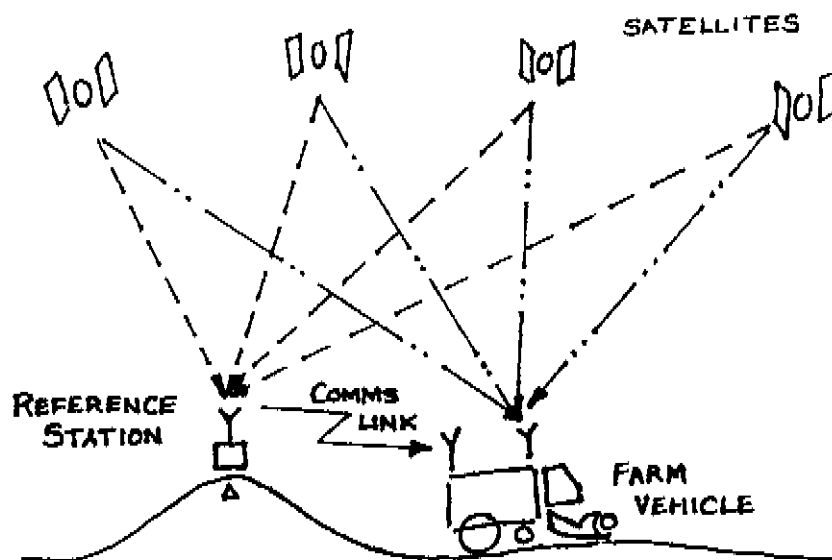 SATELLITES
REFERENCE
STATION
COMMS
LINK
FARM
VEHICLE